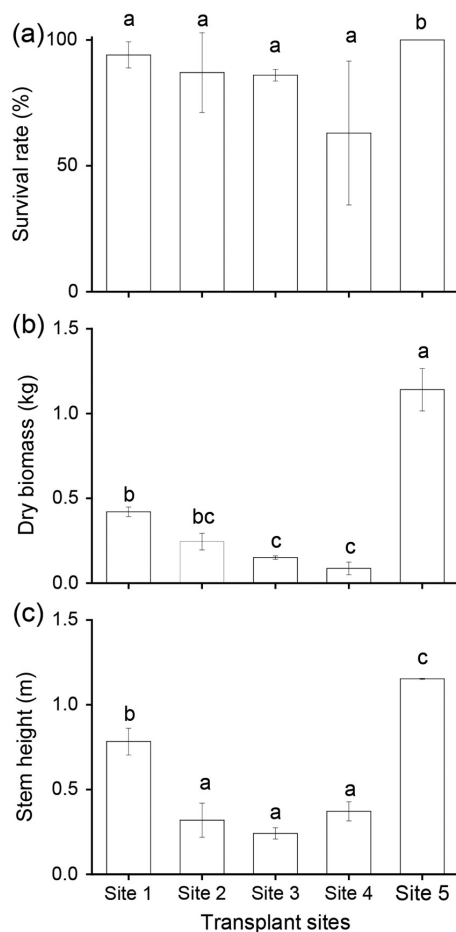 (a)
a a a a b
100
50
0
Survival rate (%)
(b)
a
b bc c c
1.5
1.0
0.5
0.0
Dry biomass (kg)
(c)
b a a a c
1.5
1.0
0.5
0.0
Stem height (m)
Site 1 Site 2 Site 3 Site 4 Site 5
Transplant sites